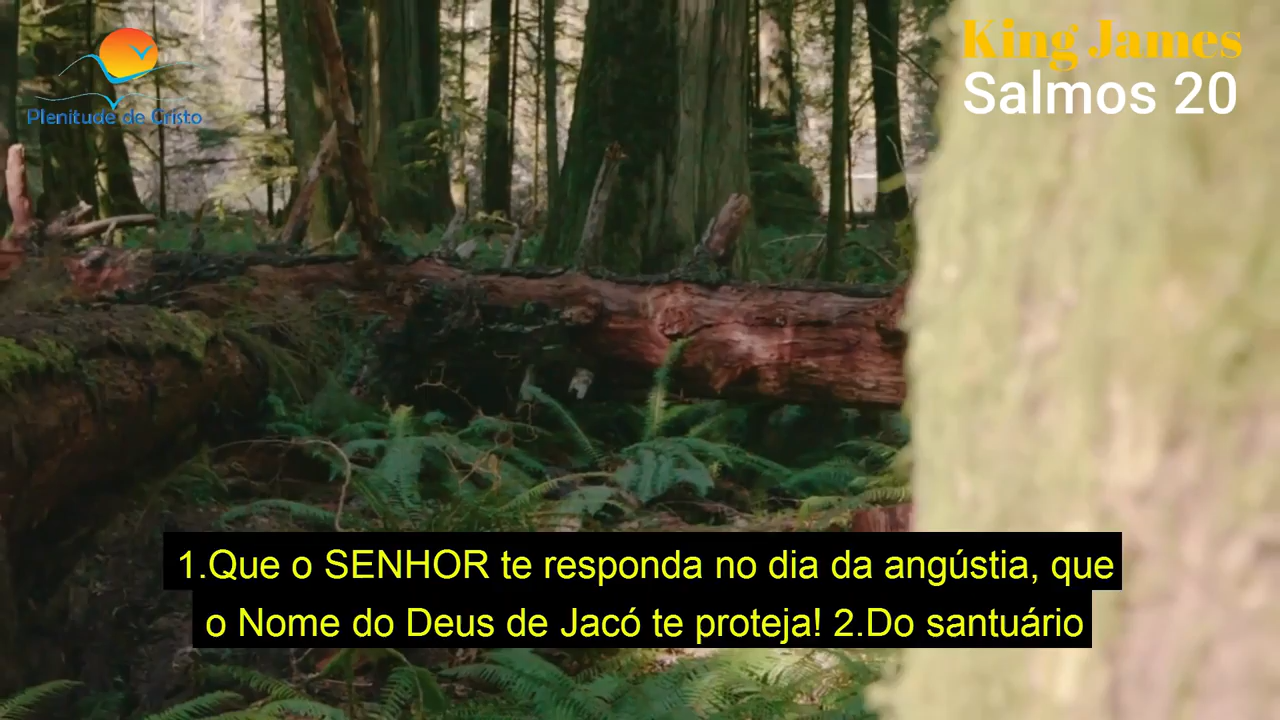 King James
Salmos 20
Plenitude de Cristo
1.Que o SENHOR te responda no dia da angústia, que
o Nome do Deus de Jacó te proteja! 2.Do santuário